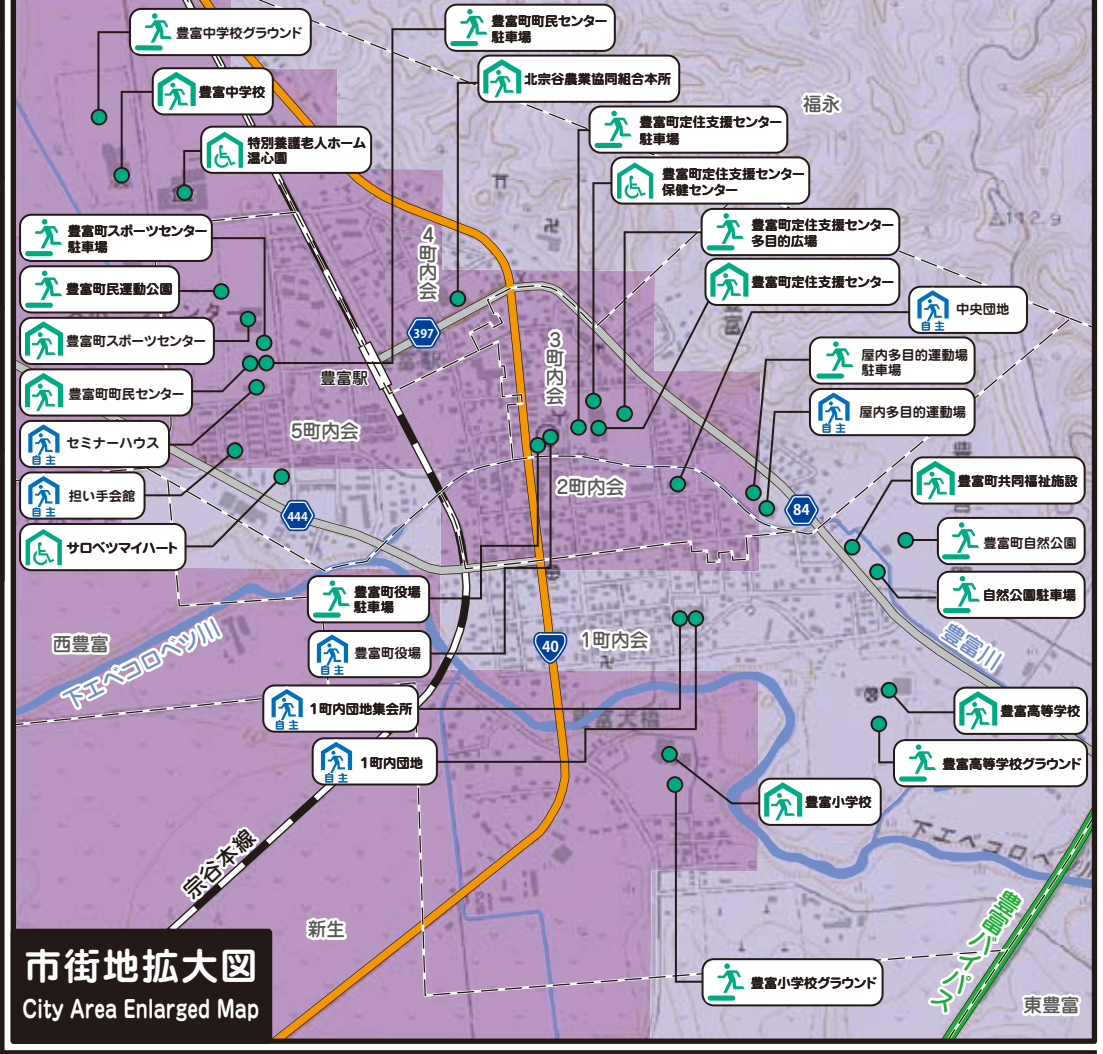 豊富中学校グラウンド
豊富町町民センター
駐車場
豊富中学校
北宗谷農業協同組合本所
福永
特別養護老人ホーム
温心園
豊富町定住支援センター
駐車場
豊富町定住支援センター
保健センター
豊富町スポーツセンター
駐車場
豊富町定住支援センター
多目的広場
112.9
4町内会
豊富町民運動公園
豊富町定住支援センター
自主
中央団地
397
豊富町スポーツセンター
3町内会
屋内多目的運動場
駐車場
豊富駅
豊富町町民センター
自主
屋内多目的運動場
5町内会
自主
セミナーハウス
2町内会
豊富町共同福祉施設
自主
担い手会館
444
84
サロベツマイハート
豊富町自然公園
豊富町役場
駐車場
自然公園駐車場
西豊富
下エベコロベツ川
自主
豊富町役場
40
1町内会
豊富川
自主
1町内団地集会所
豊富大橋
豊富高等学校
自主
1町内団地
豊富高等学校グラウンド
豊富小学校
下エベコロベツ川
宗谷本線
新生
豊富バイパス
市街地拡大図
City Area Enlarged Map
豊富小学校グラウンド
東豊富